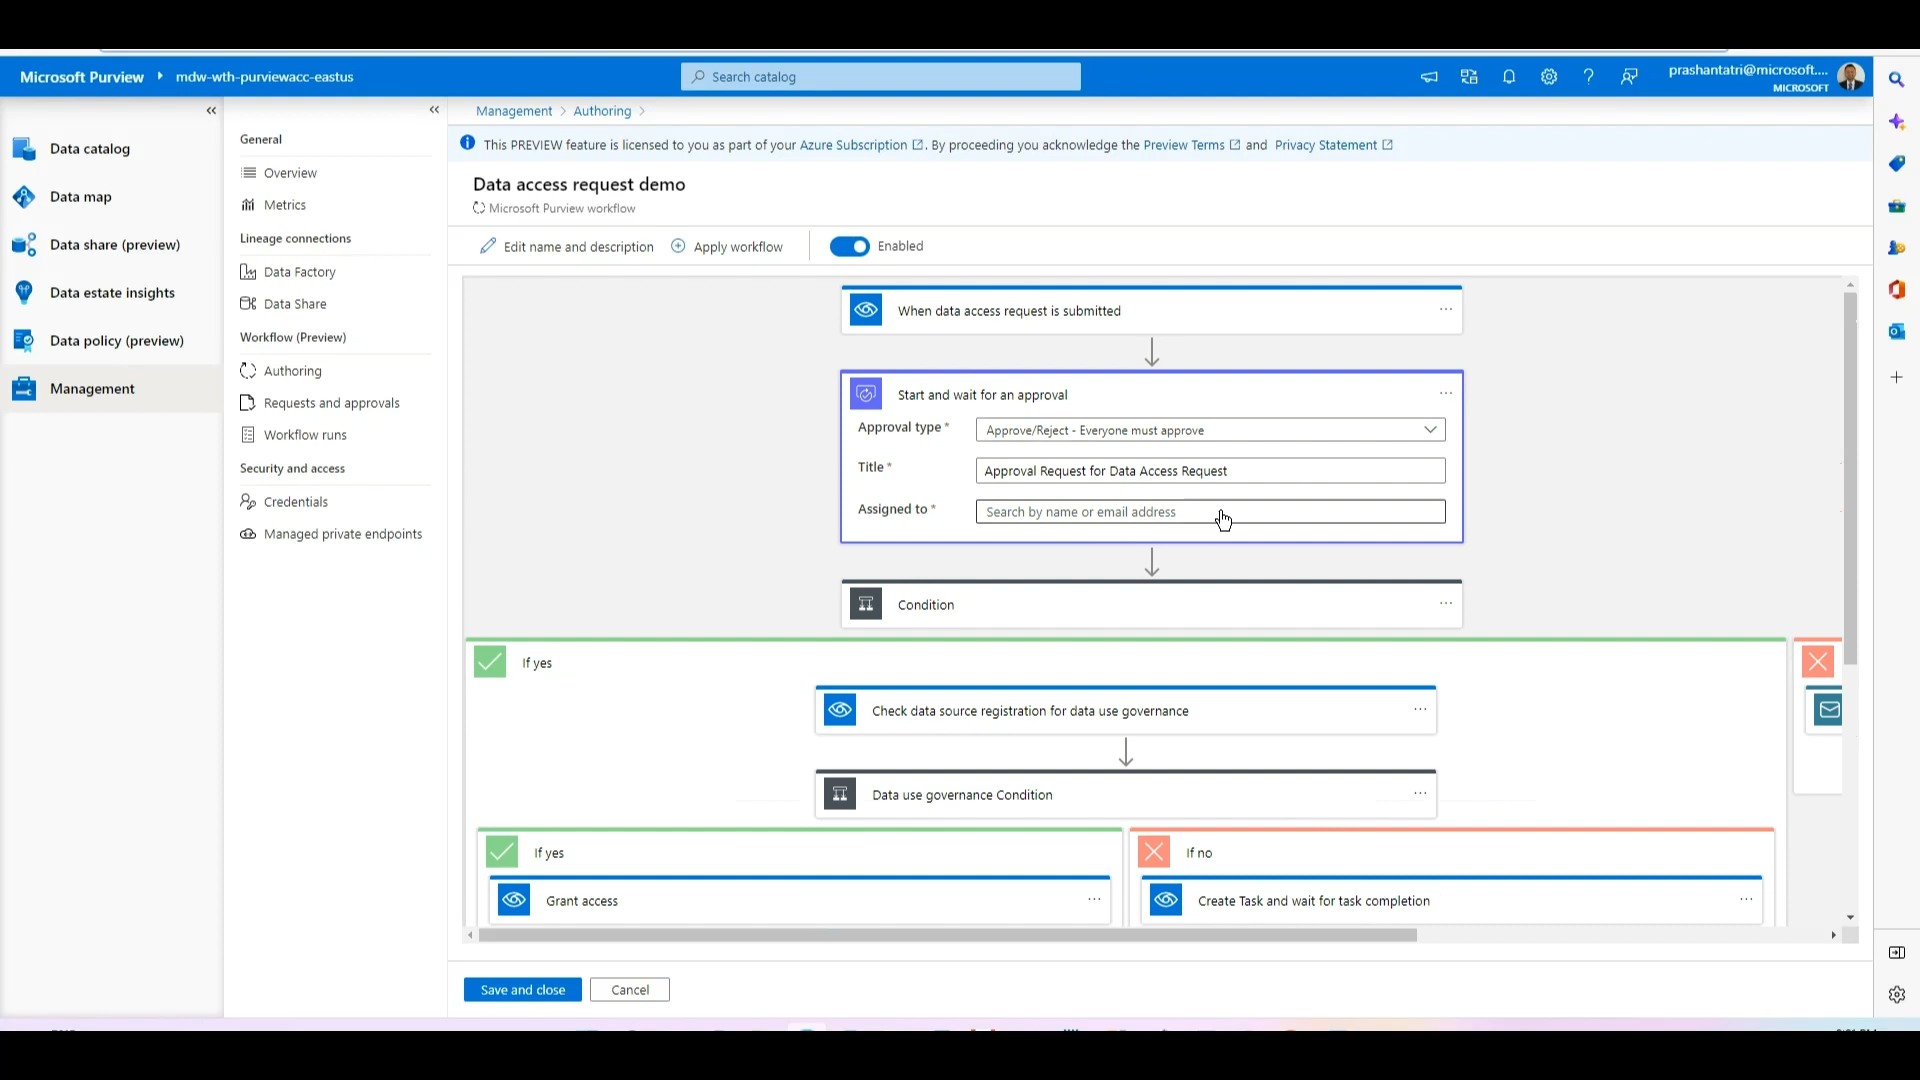 Microsoft Purview
mdw-wth-purviewacc-eastus
Search catalog
prashantatri@microsoft....
MICROSOFT
Data catalog
Data map
Data share (preview)
Data estate insights
Data policy (preview)
Management
General
Overview
Metrics
Lineage connections
Data Factory
Data Share
Workflow (Preview)
Authoring
Requests and approvals
Workflow runs
Security and access
Credentials
Managed private endpoints
Management > Authoring >
This PREVIEW feature is licensed to you as part of your Azure Subscription. By proceeding you acknowledge the Preview Terms and Privacy Statement
Data access request demo
Microsoft Purview workflow
Edit name and description
Apply workflow
Enabled
When data access request is submitted
Start and wait for an approval
Approval type *
Approve/Reject - Everyone must approve
Title *
Approval Request for Data Access Request
Assigned to *
Search by name or email address
Condition
If yes
Check data source registration for data use governance
Data use governance Condition
If yes
Grant access
If no
Create Task and wait for task completion
Save and close
Cancel